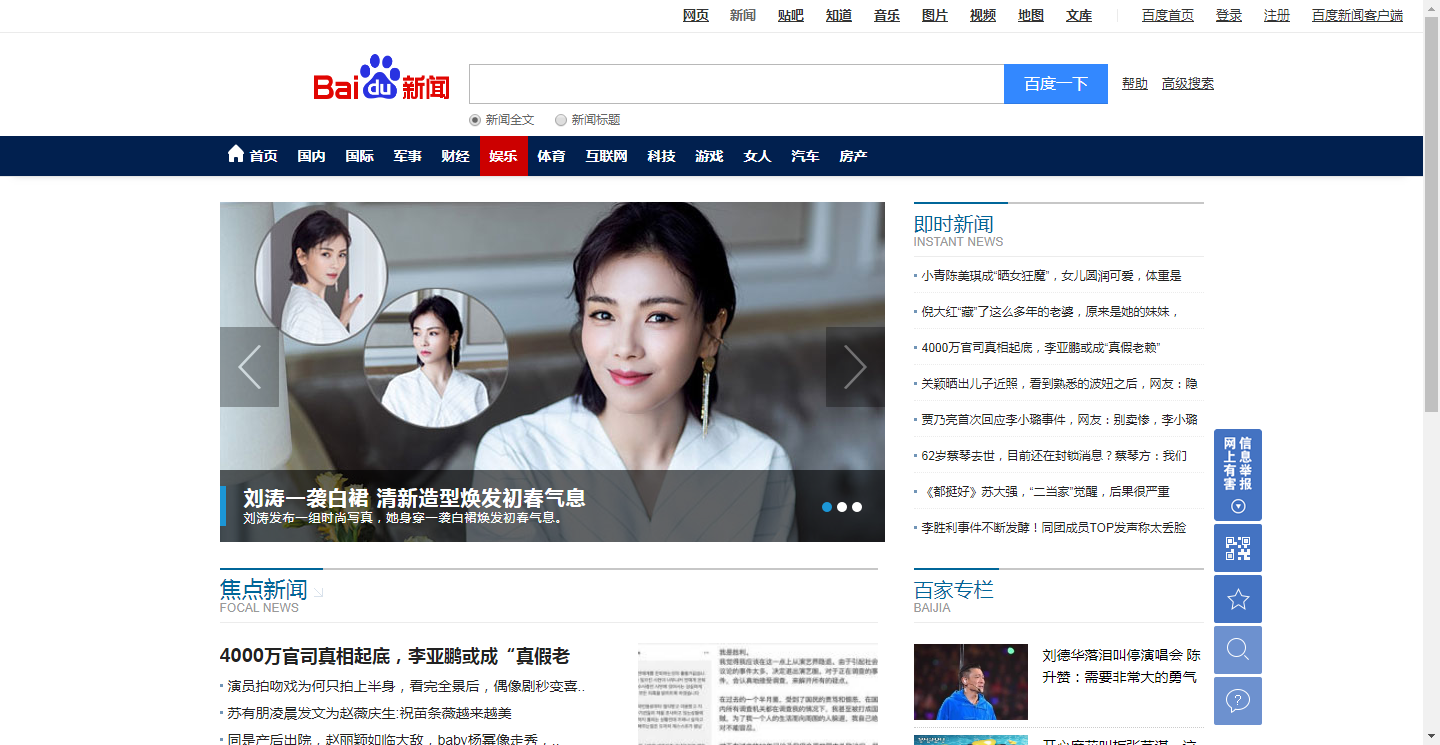 网页 新闻 贴吧 知道 音乐 图片 视频 地图 文库 百度首页 登录 注册 百度新闻客户端
Bai du 新闻
百度一下 帮助 高级搜索
新闻全文 新闻标题
首页 国内 国际 军事 财经 娱乐 体育 互联网 科技 游戏 女人 汽车 房产
刘涛一袭白裙 清新造型焕发初春气息
刘涛发布一组时尚写真，她身穿一袭白裙焕发初春气息。
即时新闻
INSTANT NEWS
小青陈美琪成“晒女狂魔”，女儿圆润可爱，体重是
倪大红“藏”了这么多年的老婆，原来是她的妹妹，
4000万官司真相起底，李亚鹏或成“真假老赖”
关颖晒出儿子近照，看到熟悉的波妞之后，网友：隐
贾乃亮首次回应李小璐事件，网友：别卖惨，李小璐
62岁蔡琴去世，目前还在封锁消息？蔡琴方：我们
《都挺好》苏大强，“二当家”觉醒，后果很严重
李胜利事件不断发酵！同团成员TOP发声称太丢脸
网上有害
信息举报
焦点新闻
FOCAL NEWS
4000万官司真相起底，李亚鹏或成“真假老
演员拍吻戏为何只拍上半身，看完全景后，偶像剧秒变喜..
苏有朋凌晨发文为赵薇庆生:祝苗条薇越来越美
同是产后出院，赵丽颖如临大敌，baby杨幂像走秀，..
我是胜利。
百家专栏
BAIJIA
刘德华落泪叫停演唱会 陈
升赞：需要非常大的勇气